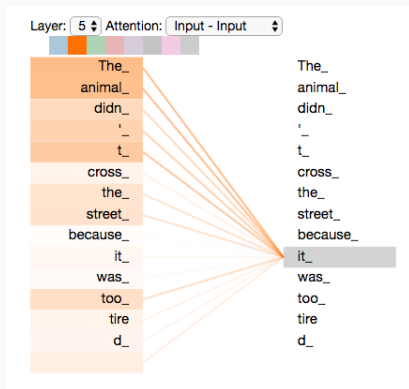 Layer: 5 Attention: Input - Input
The_ The_
animal_ animal_
didn_ didn_
'_ '_
t_ t_
cross_ cross_
the_ the_
street_ street_
because_ because_
it_ it_
was_ was_
too_ too_
tire tire
d_ d_